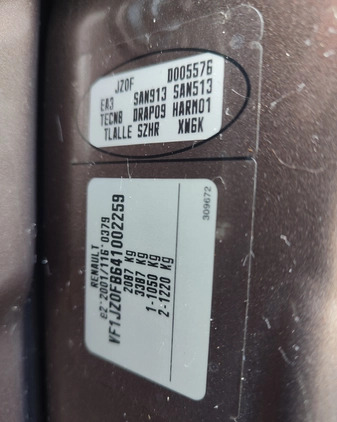 JZ0F D005576
EA3 SAN913 SAN513
TECNB DRAP09 HARM01
TLALLE SZHR XW6K
309672
RENAULT
e2*2001/116*0379
VF1JZ0FB641002259
2087 Kg
3387 Kg
1-1050 Kg
2-1220 Kg